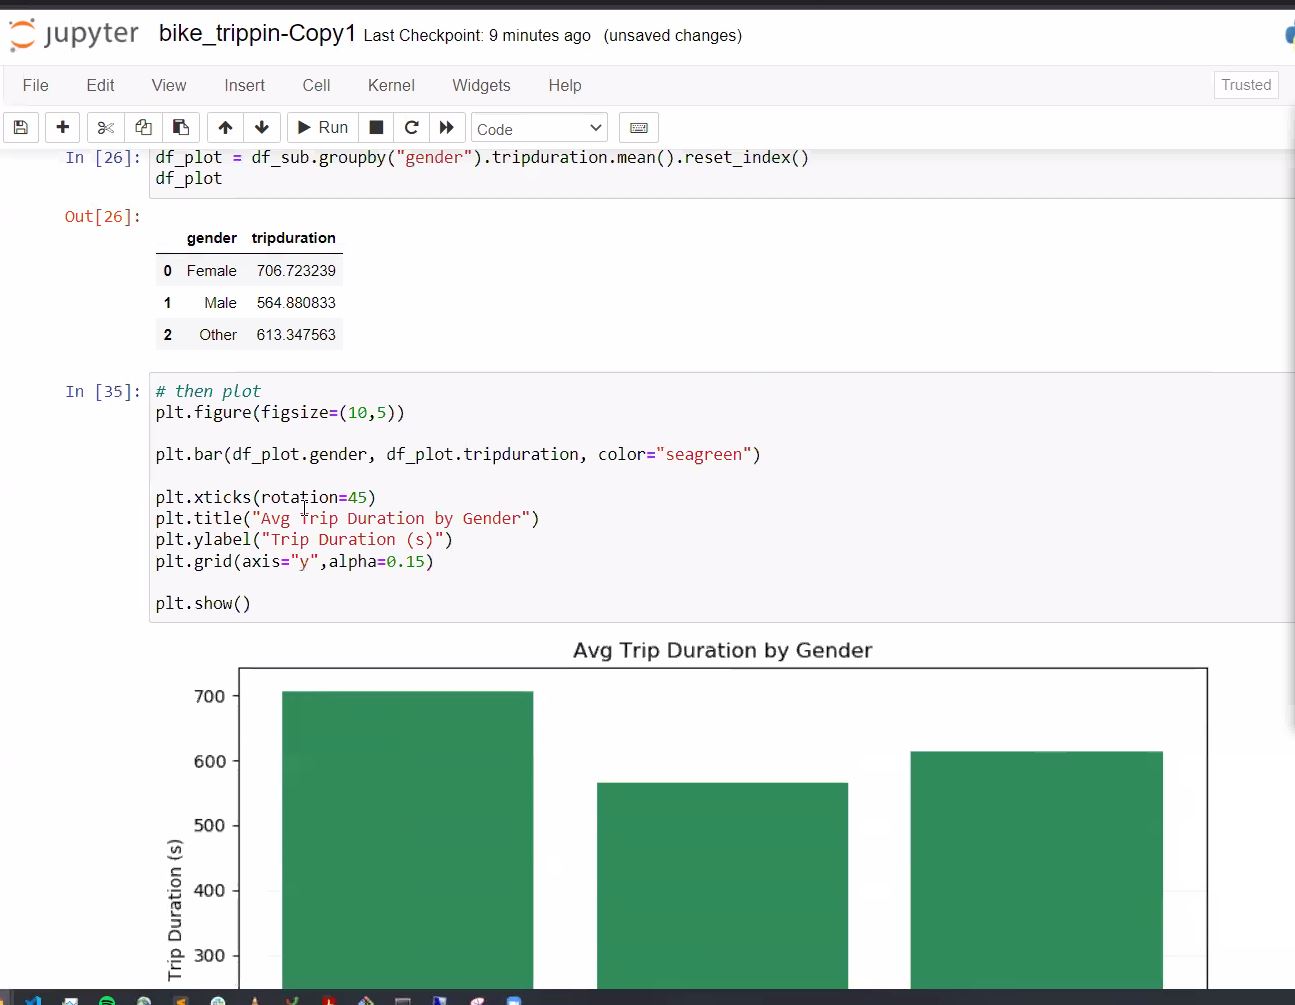 jupyter bike_trippin-Copy1 Last Checkpoint: 9 minutes ago (unsaved changes)
File Edit View Insert Cell Kernel Widgets Help Trusted
Run Code
In [26]: df_plot = df_sub.groupby("gender").tripduration.mean().reset_index()
df_plot
Out[26]:
gender tripduration
0 Female 706.723239
1 Male 564.880833
2 Other 613.347563
In [35]: # then plot
plt.figure(figsize=(10,5))
plt.bar(df_plot.gender, df_plot.tripduration, color="seagreen")
plt.xticks(rotation=45)
plt.title("Avg Trip Duration by Gender")
plt.ylabel("Trip Duration (s)")
plt.grid(axis="y",alpha=0.15)
plt.show()
Avg Trip Duration by Gender
700
600
500
400
300
Trip Duration (s)